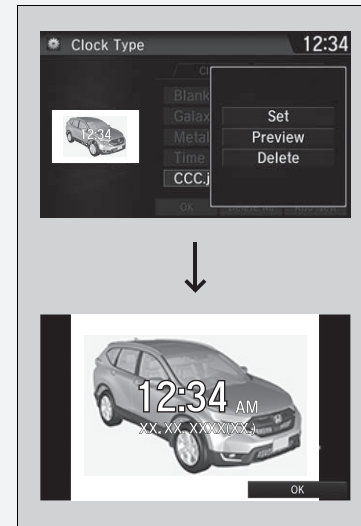 Clock Type
12:34
12:34
Blank
Galax
Metal
Time
CCC.j
Set
Preview
Delete
OK
12:34 AM
XX. XX. XXXX(XX.)
OK